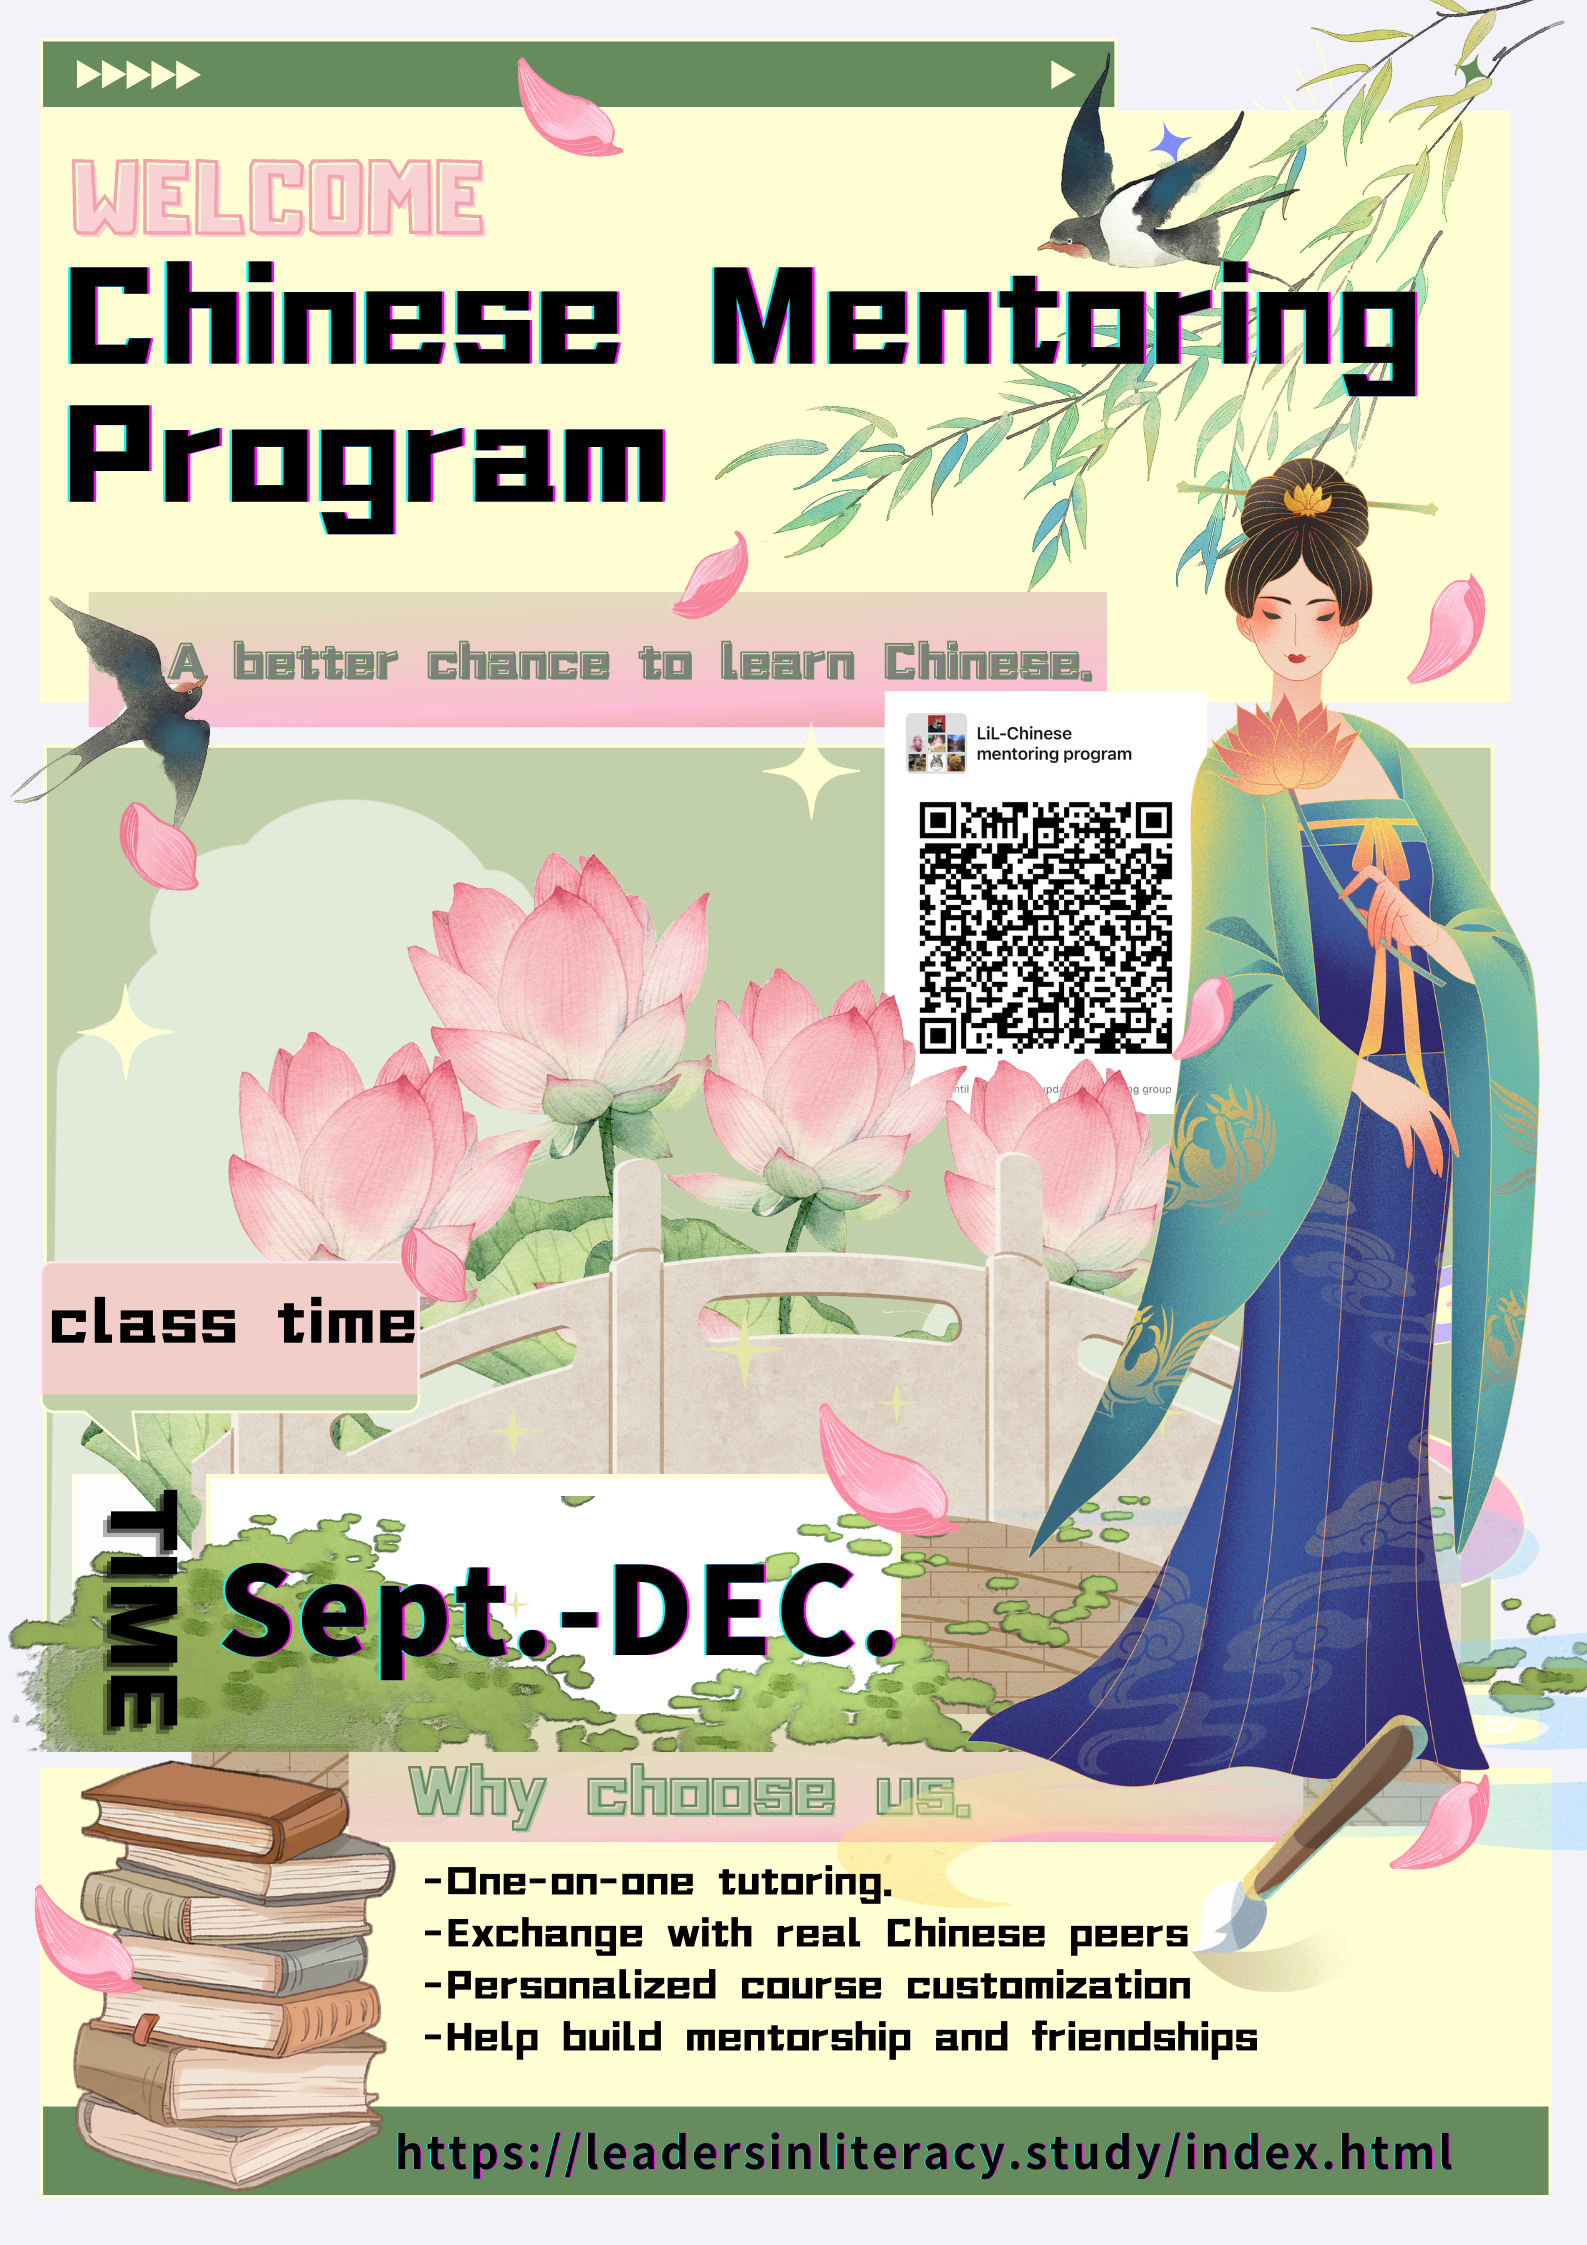 WELCOME
Chinese Mentoring
Program
A better chance to learn Chinese.
LiL-Chinese
mentoring program
group
class time
TIME
Sept.-DEC.
Why choose us.
-One-on-one tutoring.
-Exchange with real Chinese peers
-Personalized course customization
-Help build mentorship and friendships
https://leadersinliteracy.study/index.html